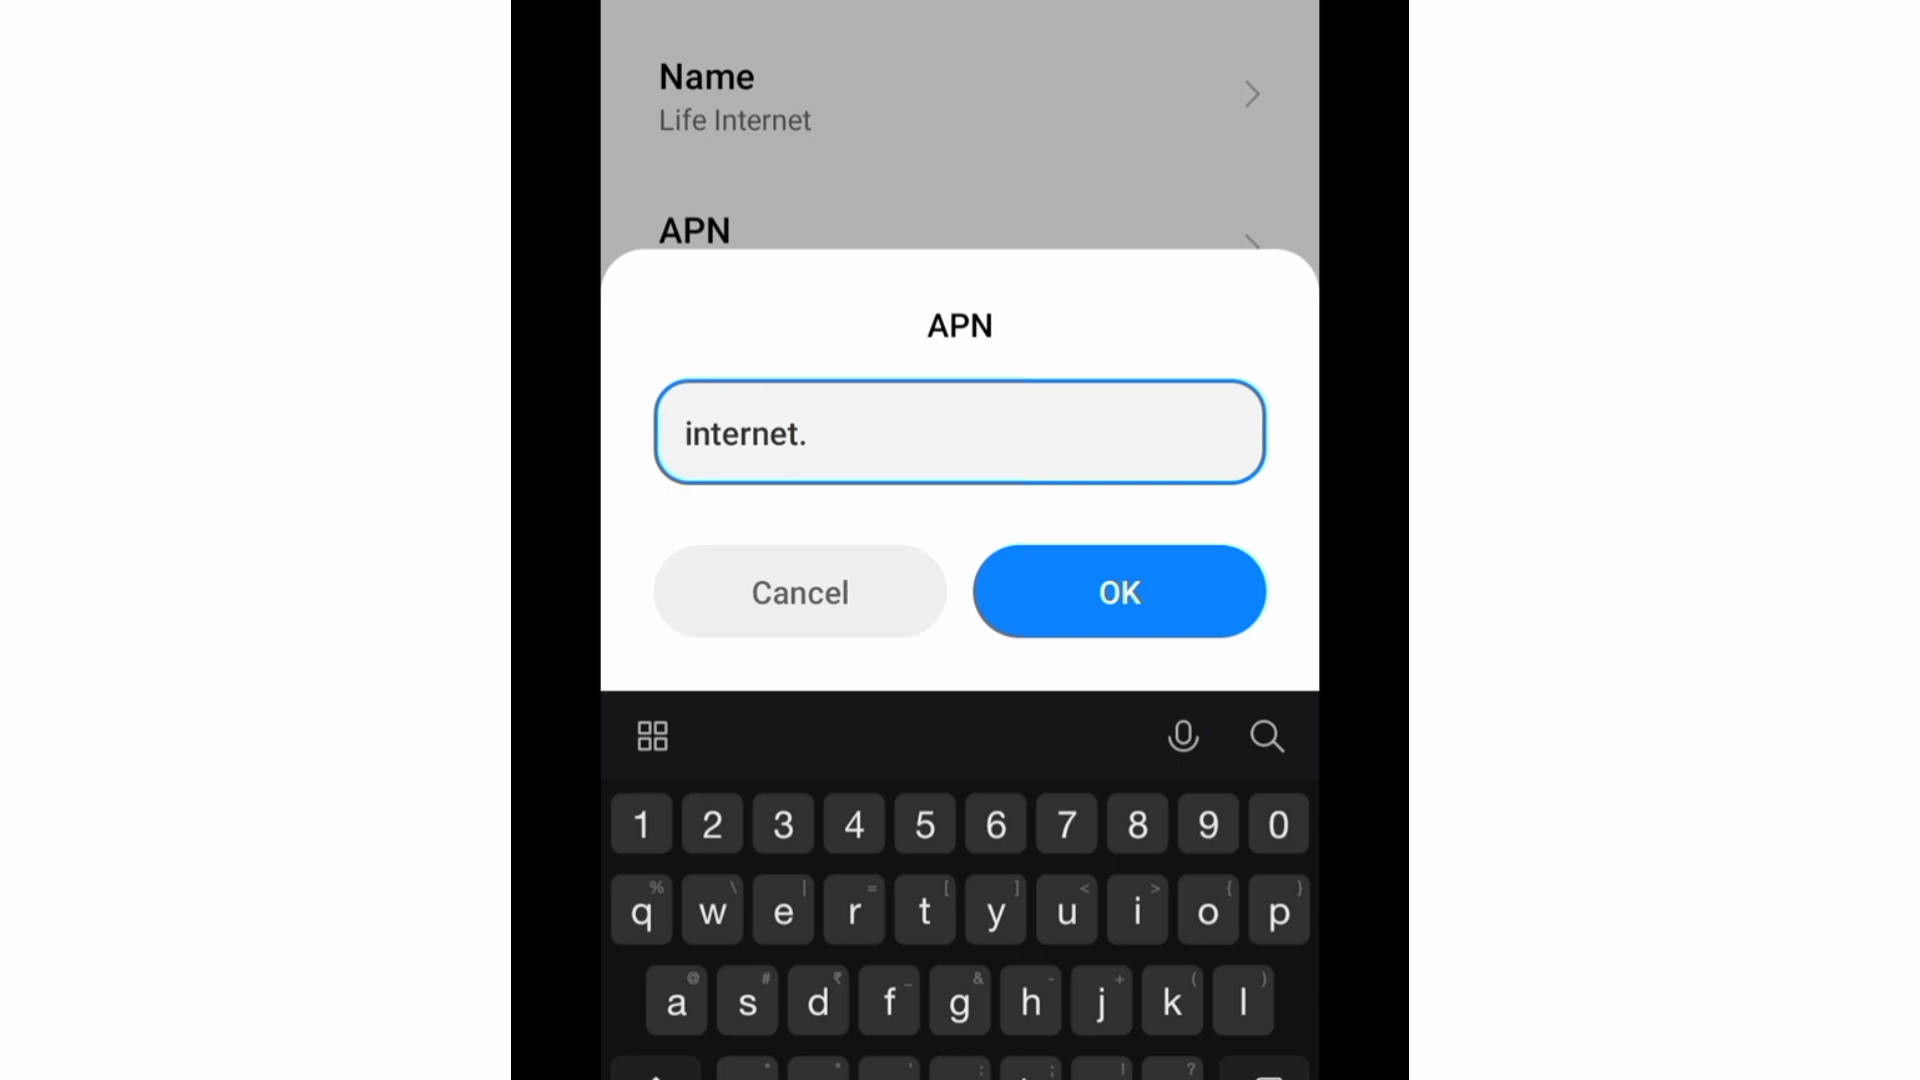 Name
Life Internet
APN
APN
internet.
Cancel
OK
1 2 3 4 5 6 7 8 9 0
% \ | = [ ] < > { }
q w e r t y u i o p
@ # ₹ _ & - + ( )
a s d f g h j k l
* " ' : ; ! ?